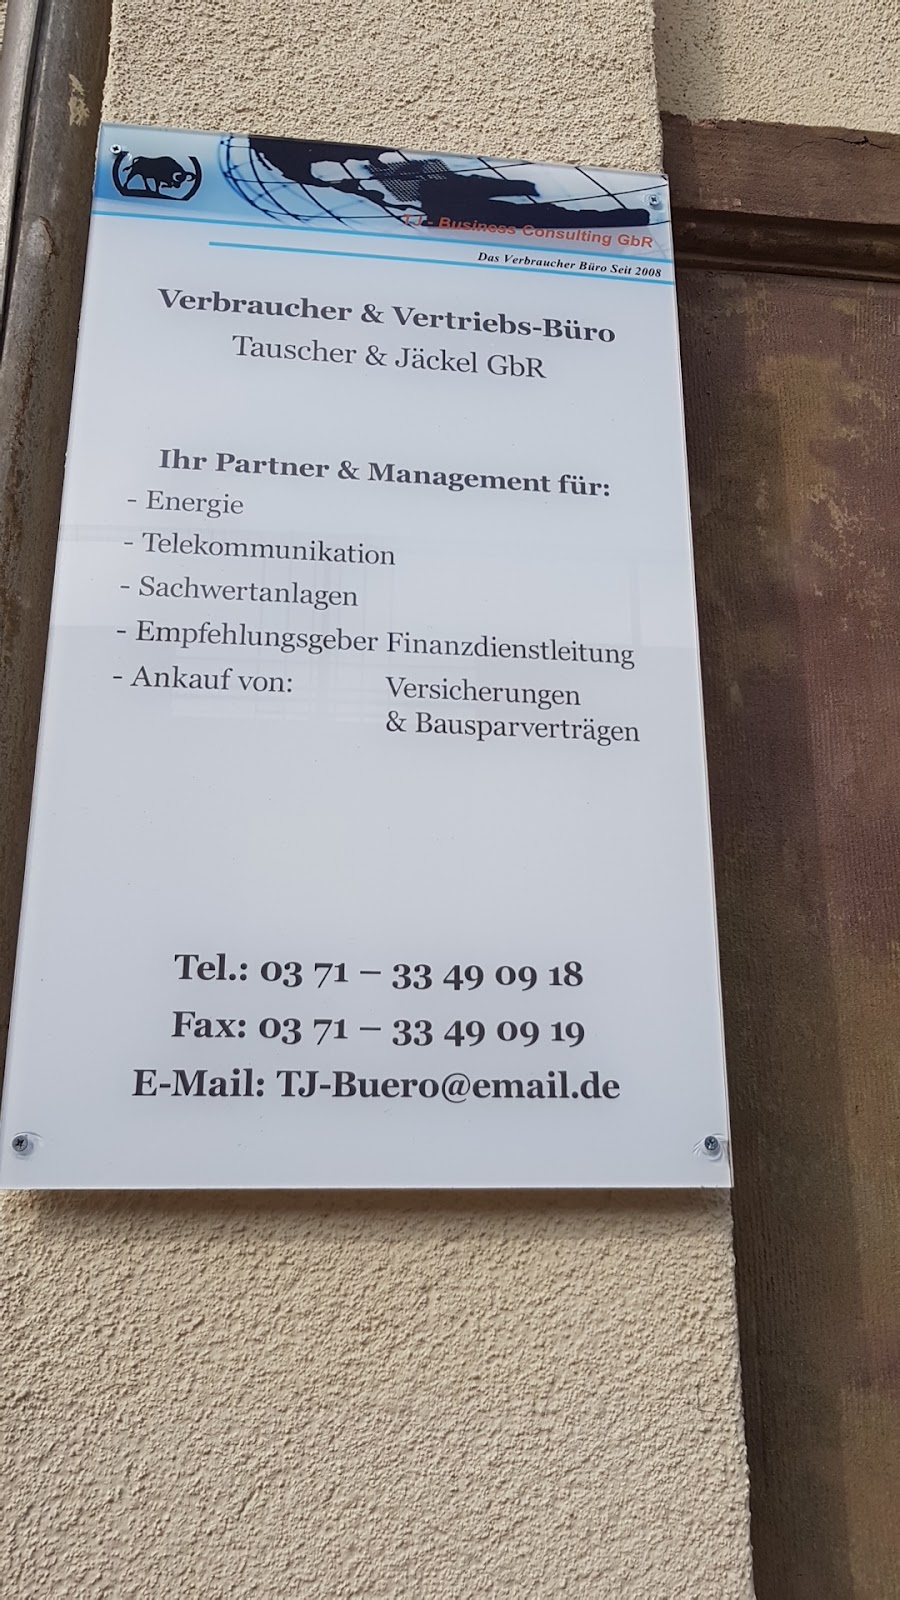 TJ - Business Consulting GbR
Das Verbraucher Büro Seit 2008
Verbraucher & Vertriebs-Büro
Tauscher & Jäckel GbR
Ihr Partner & Management für:
- Energie
- Telekommunikation
- Sachwertanlagen
- Empfehlungsgeber Finanzdienstleitung
- Ankauf von: Versicherungen
& Bausparverträgen
Tel.: 03 71 – 33 49 09 18
Fax: 03 71 – 33 49 09 19
E-Mail: TJ-Buero@email.de